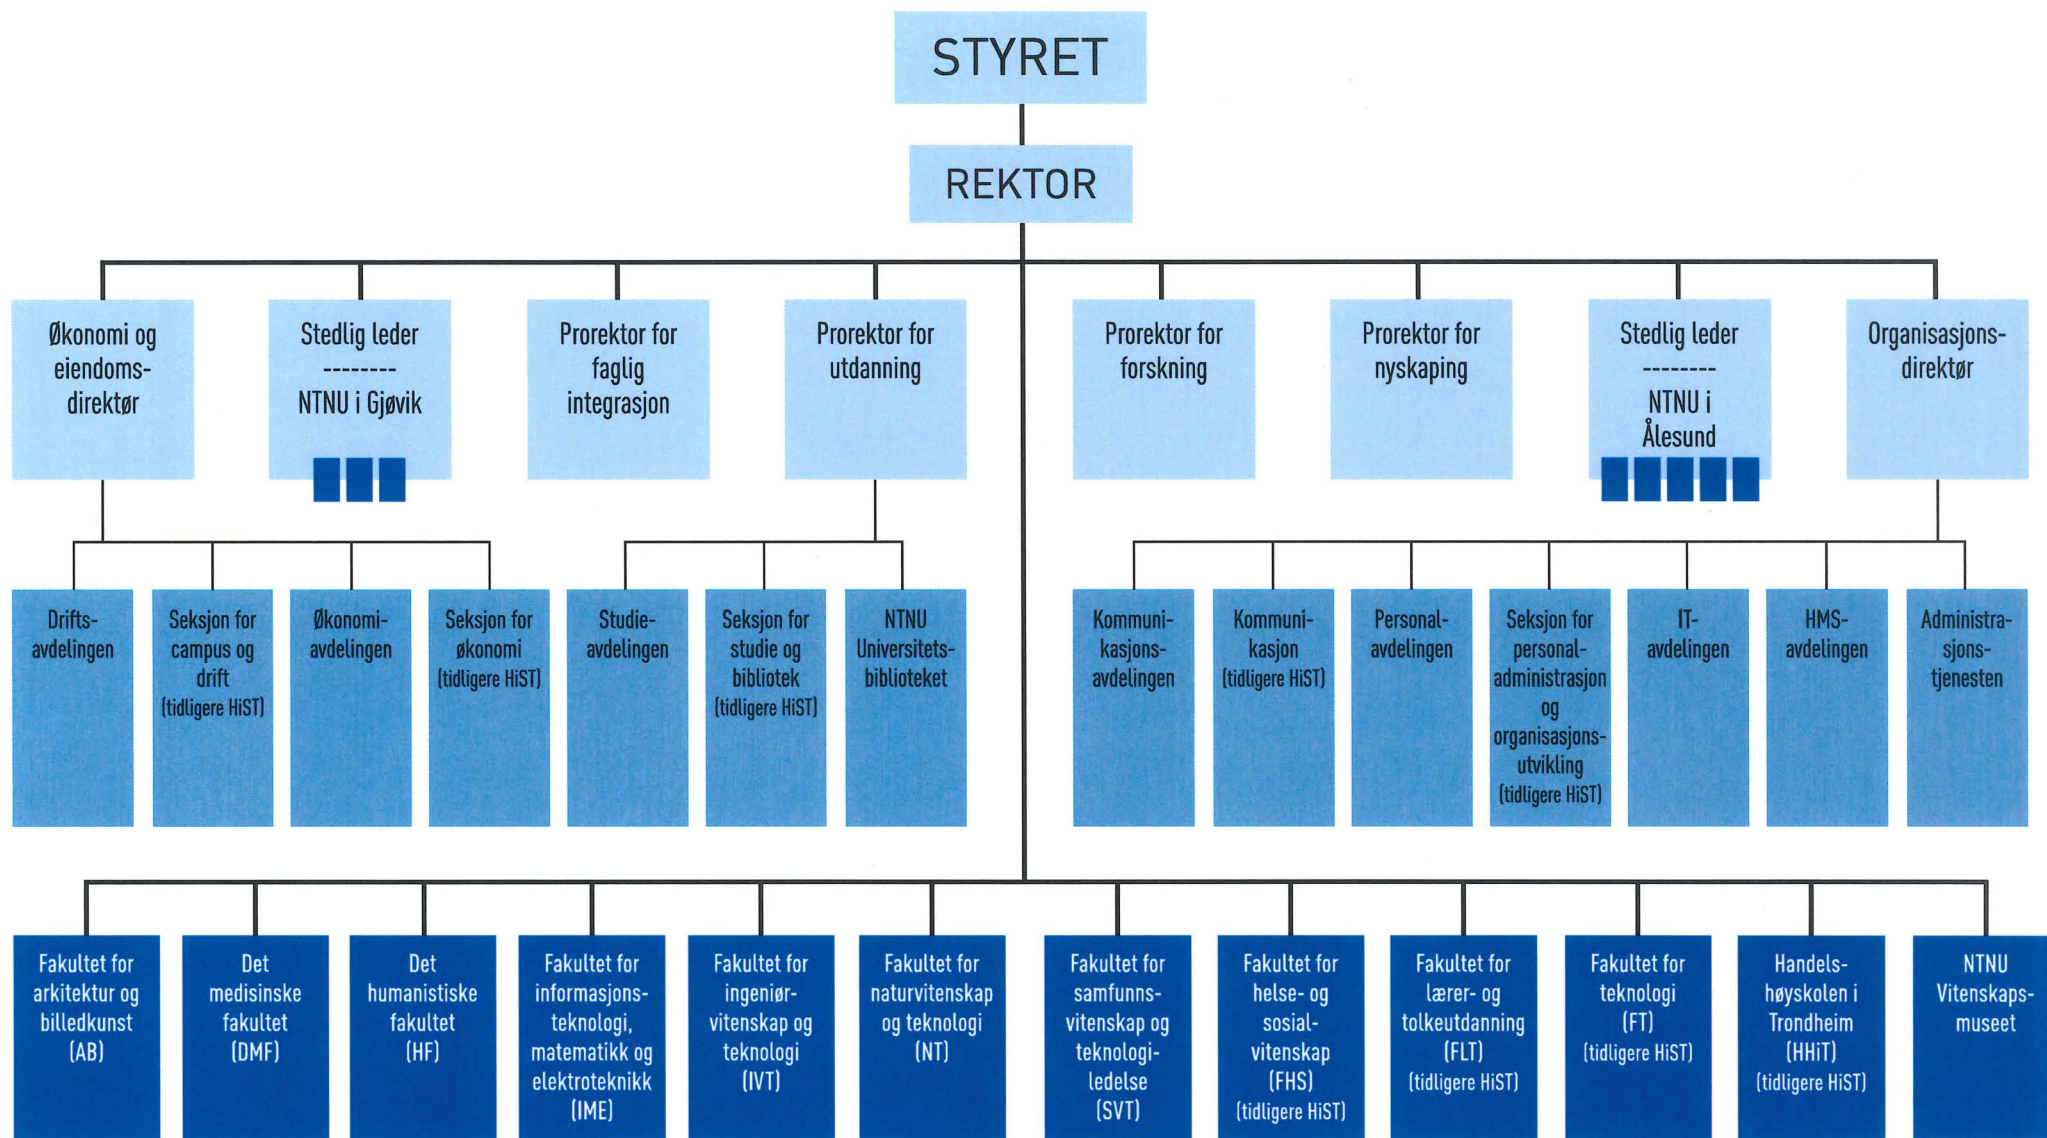 STYRET
REKTOR
Økonomi og
eiendoms-
direktør
Stedlig leder
--------
NTNU i Gjøvik
Prorektor for
faglig
integrasjon
Prorektor for
utdanning
Prorektor for
forskning
Prorektor for
nyskaping
Stedlig leder
--------
NTNU i
Ålesund
Organisasjons-
direktør
Drifts-
avdelingen
Seksjon for
campus og
drift
(tidligere HiST)
Økonomi-
avdelingen
Seksjon for
økonomi
(tidligere HiST)
Studie-
avdelingen
Seksjon for
studie og
bibliotek
(tidligere HiST)
NTNU
Universitets-
biblioteket
Kommuni-
kasjons-
avdelingen
Kommuni-
kasjon
(tidligere HiST)
Personal-
avdelingen
Seksjon for
personal-
administrasjon
og
organisasjons-
utvikling
(tidligere HiST)
IT-
avdelingen
HMS-
avdelingen
Administra-
sjons-
tjenesten
Fakultet for
arkitektur og
billedkunst
(AB)
Det
medisinske
fakultet
(DMF)
Det
humanistiske
fakultet
(HF)
Fakultet for
informasjons-
teknologi,
matematikk og
elektroteknikk
(IME)
Fakultet for
ingeniør-
vitenskap og
teknologi
(IVT)
Fakultet for
naturvitenskap
og teknologi
(NT)
Fakultet for
samfunns-
vitenskap og
teknologi-
ledelse
(SVT)
Fakultet for
helse- og
sosial-
vitenskap
(FHS)
(tidligere HiST)
Fakultet for
lærer- og
tolkeutdanning
(FLT)
(tidligere HiST)
Fakultet for
teknologi
(FT)
(tidligere HiST)
Handels-
høyskolen i
Trondheim
(HHiT)
(tidligere HiST)
NTNU
Vitenskaps-
museet